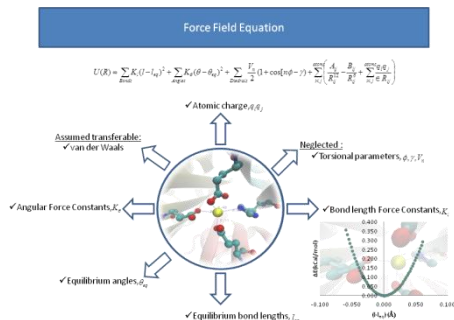 Force Field Equation
✓Atomic charge, q_i q_j
Assumed transferable:
✓van der Waals
Neglected :
✓Torsional parameters, φ, γ, V_n
✓Angular Force Constants, K_θ
✓Bond length Force Constants, K_r
✓Equilibrium angles, θ_eq
✓Equilibrium bond lengths,
ΔE(kCal/mol)
0.400
0.350
0.300
0.250
0.200
0.150
0.100
0.050
0.000
-0.100 -0.050 0.000 0.050 0.100